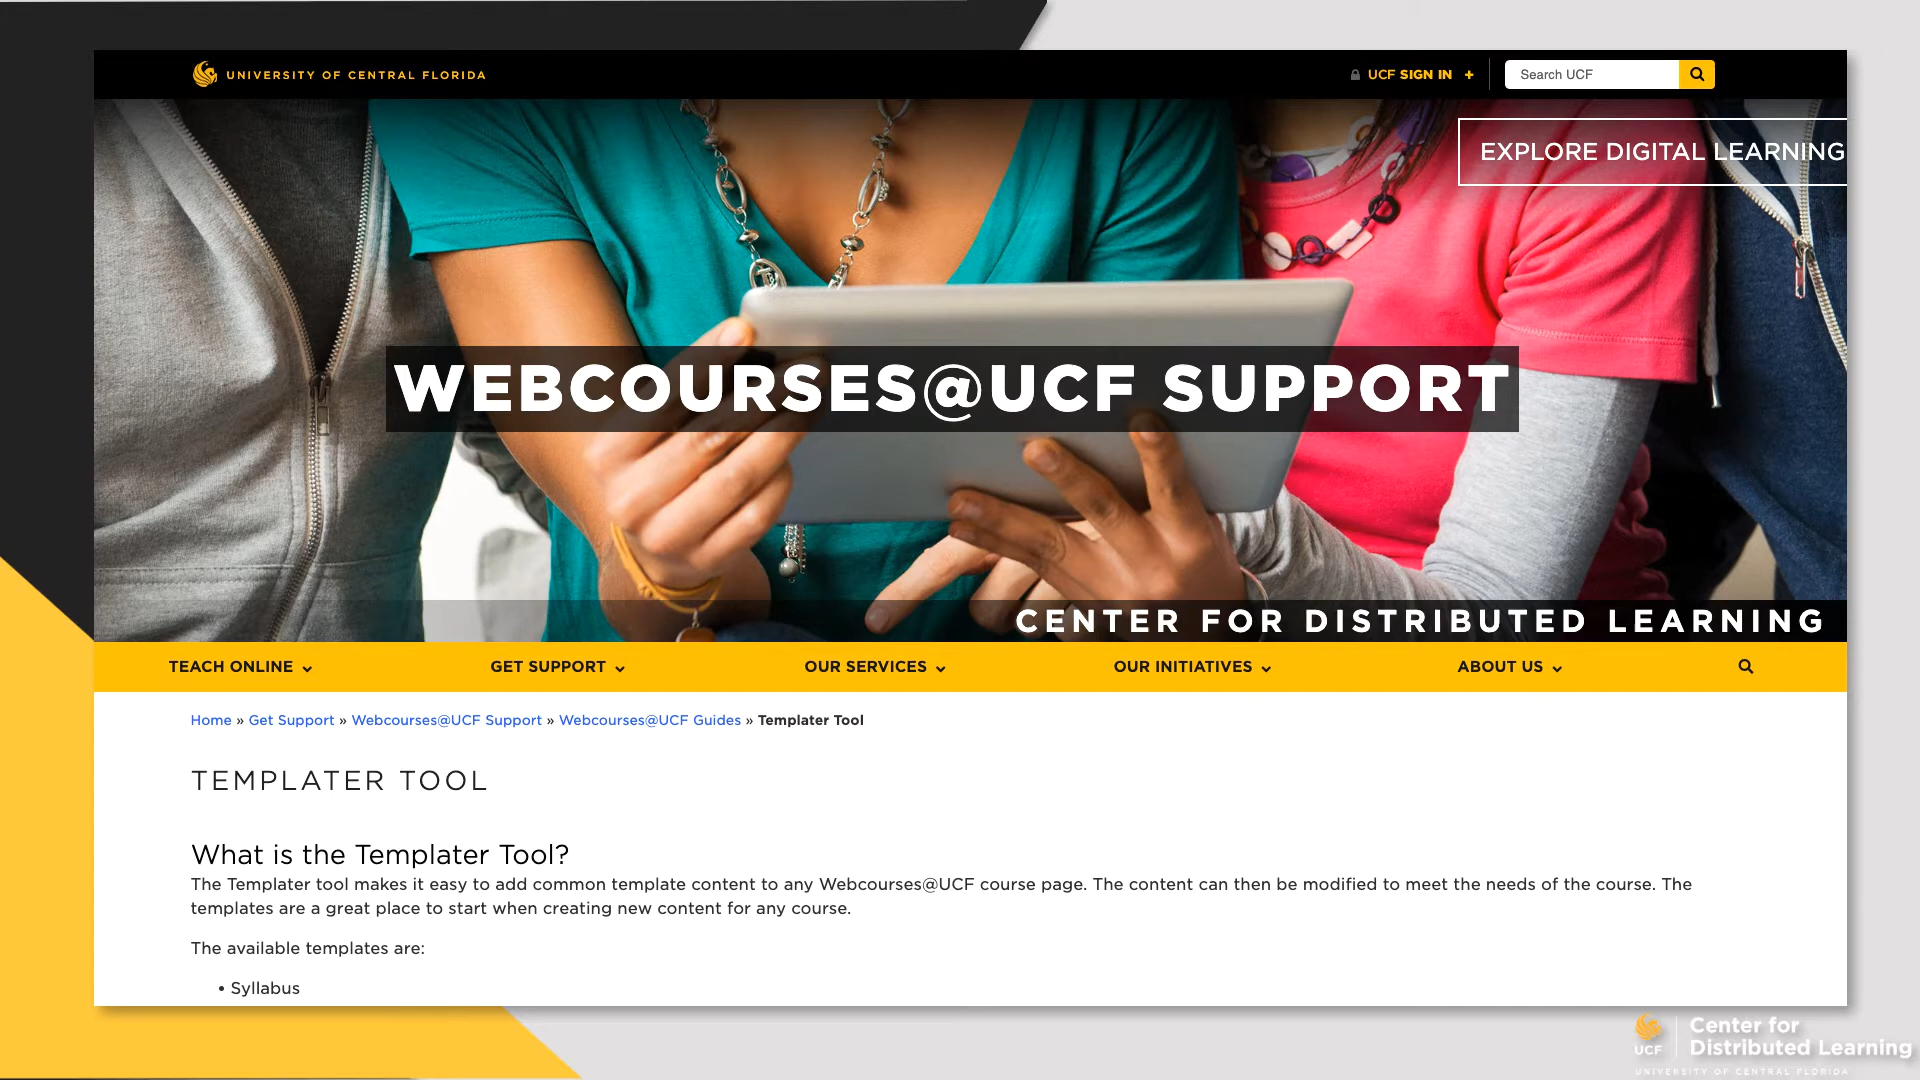 UNIVERSITY OF CENTRAL FLORIDA
UCF SIGN IN +
Search UCF
EXPLORE DIGITAL LEARNING
WEBCOURSES@UCF SUPPORT
CENTER FOR DISTRIBUTED LEARNING
TEACH ONLINE GET SUPPORT OUR SERVICES OUR INITIATIVES ABOUT US
Home » Get Support » Webcourses@UCF Support » Webcourses@UCF Guides » Templater Tool
TEMPLATER TOOL
What is the Templater Tool?
The Templater tool makes it easy to add common template content to any Webcourses@UCF course page. The content can then be modified to meet the needs of the course. The
templates are a great place to start when creating new content for any course.
The available templates are:
• Syllabus
UCF
Center for
Distributed Learning
UNIVERSITY OF CENTRAL FLORIDA